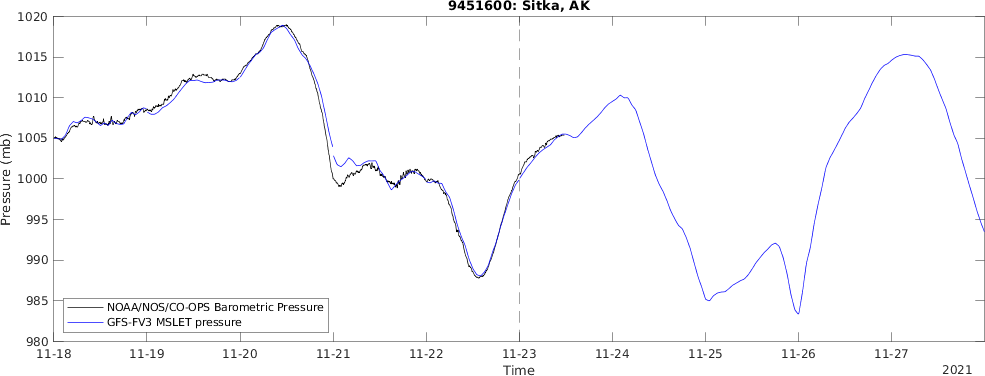 9451600: Sitka, AK
1020
1015
1010
1005
1000
995
990
985
980
Pressure (mb)
NOAA/NOS/CO-OPS Barometric Pressure
GFS-FV3 MSLET pressure
11-18 11-19 11-20 11-21 11-22 11-23 11-24 11-25 11-26 11-27
Time
2021